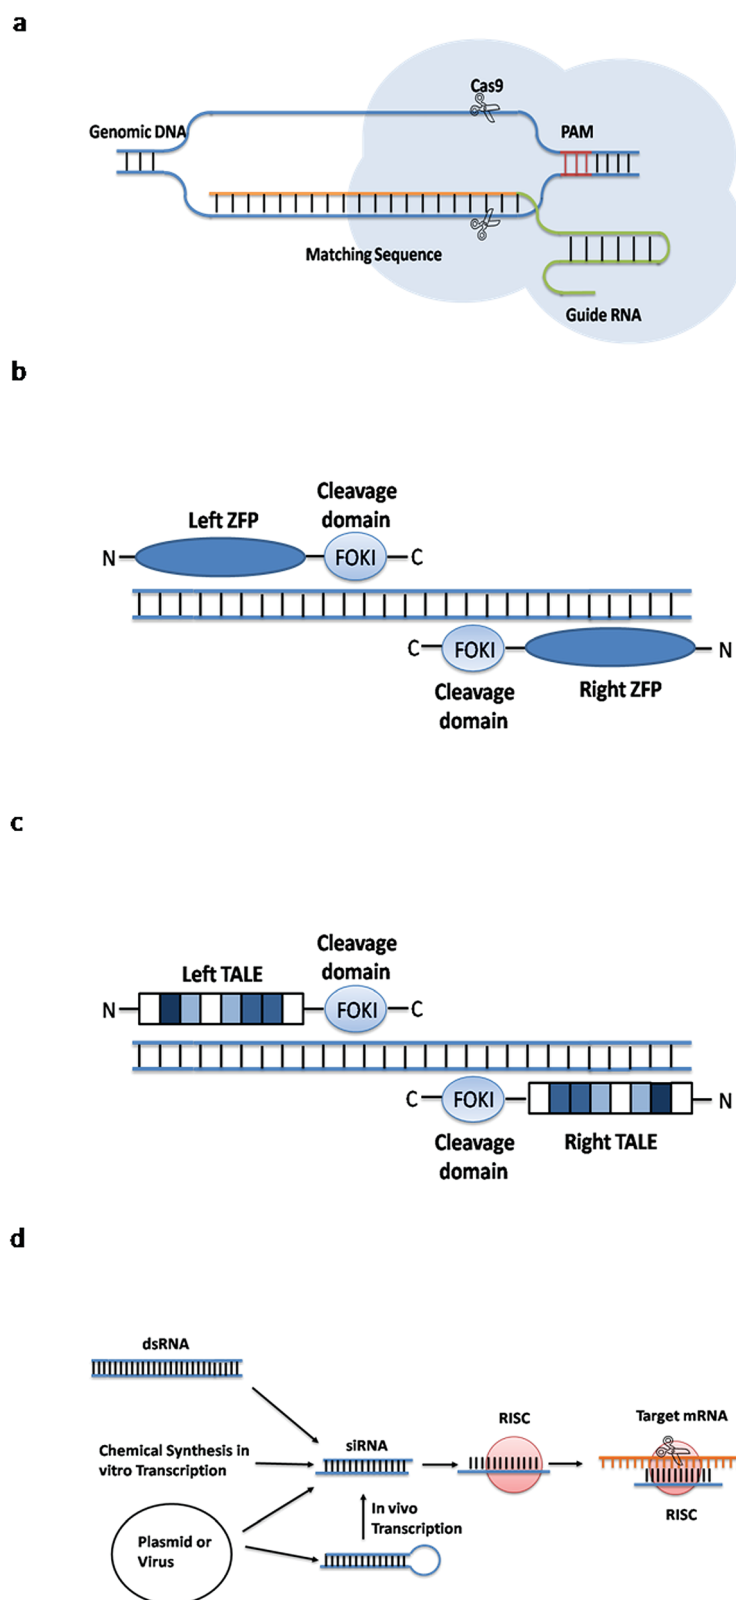 a
Cas9
Genomic DNA
PAM
Matching Sequence
Guide RNA
b
Cleavage
domain
Left ZFP
N
FOKI
C
C
FOKI
N
Cleavage
domain
Right ZFP
c
Cleavage
domain
Left TALE
N
FOKI
C
C
FOKI
N
Cleavage
domain
Right TALE
d
dsRNA
Chemical Synthesis in
vitro Transcription
siRNA
RISC
Target mRNA
RISC
In vivo
Transcription
Plasmid or
Virus